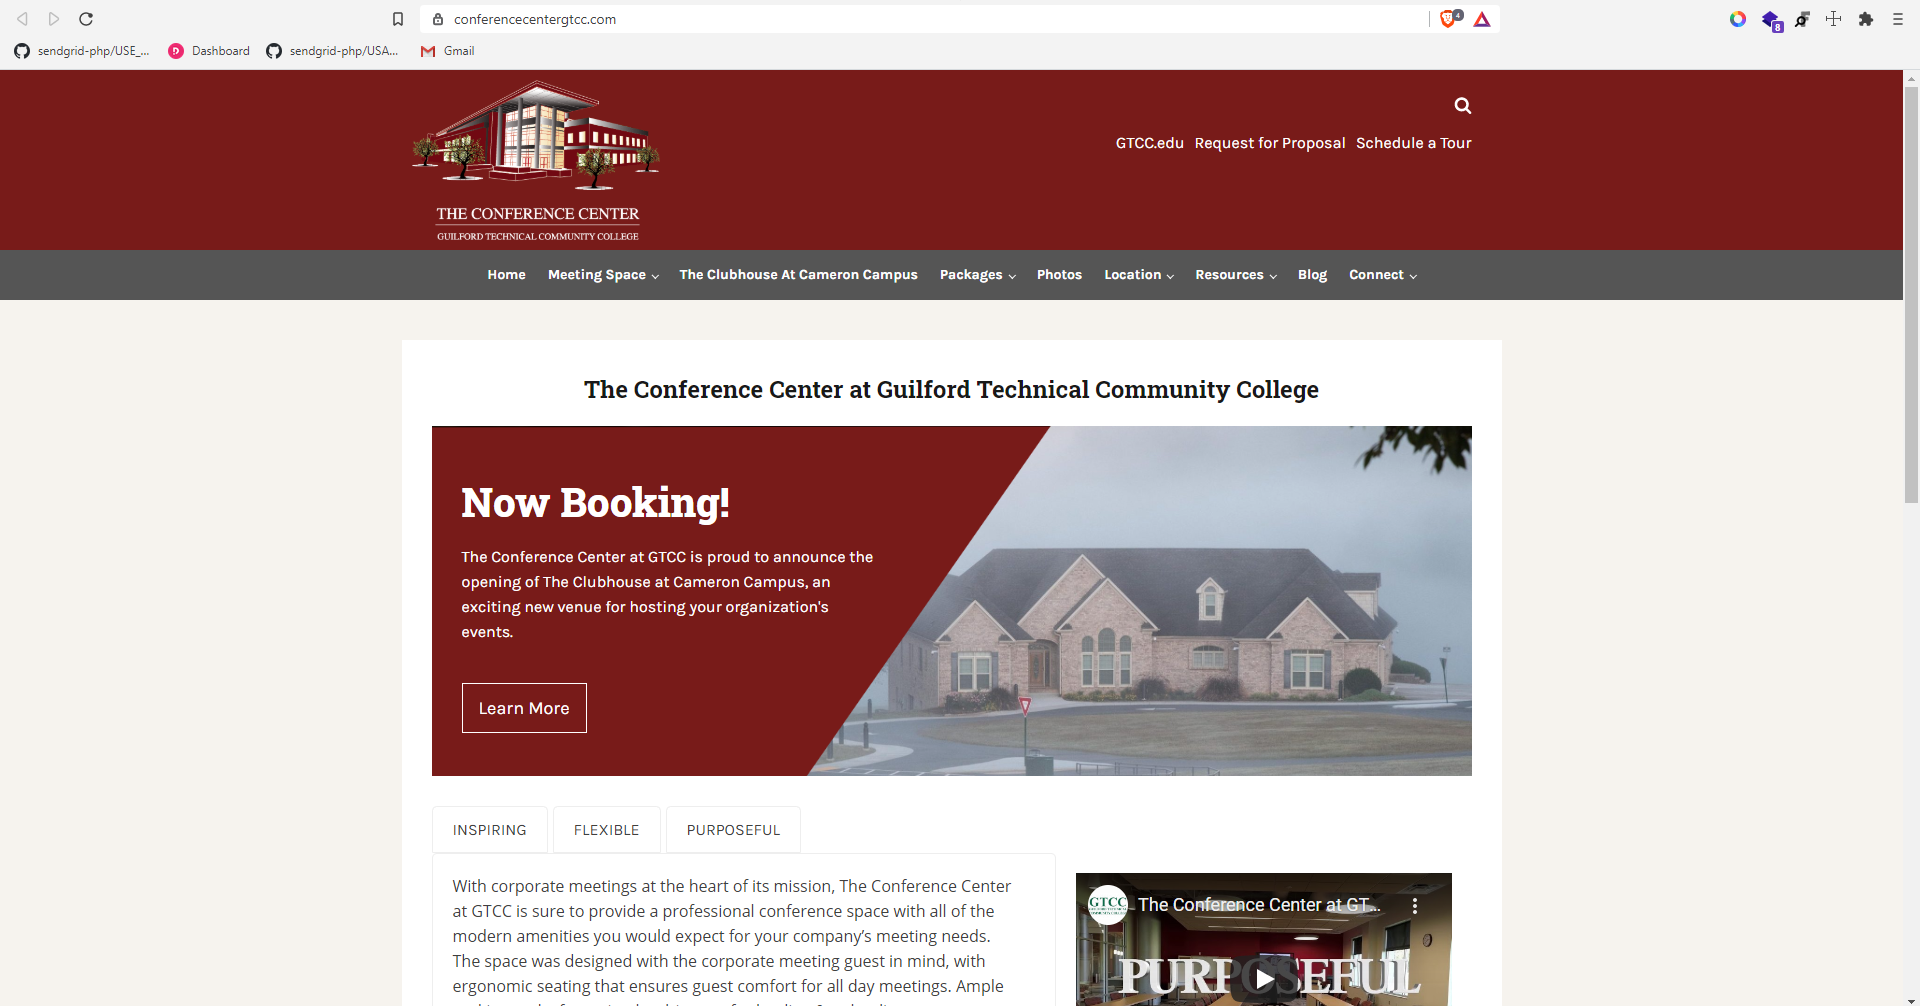 conferencecentergtcc.com
4
8
sendgrid-php/USE_...
Dashboard
sendgrid-php/USA...
Gmail
THE CONFERENCE CENTER
GUILFORD TECHNICAL COMMUNITY COLLEGE
GTCC.edu Request for Proposal Schedule a Tour
Home Meeting Space The Clubhouse At Cameron Campus Packages Photos Location Resources Blog Connect
The Conference Center at Guilford Technical Community College
Now Booking!
The Conference Center at GTCC is proud to announce the
opening of The Clubhouse at Cameron Campus, an
exciting new venue for hosting your organization's
events.
Learn More
INSPIRING FLEXIBLE PURPOSEFUL
With corporate meetings at the heart of its mission, The Conference Center
at GTCC is sure to provide a professional conference space with all of the
modern amenities you would expect for your company’s meeting needs.
The space was designed with the corporate meeting guest in mind, with
ergonomic seating that ensures guest comfort for all day meetings. Ample
GTCC
The Conference Center at GT...
PURPOSEFUL